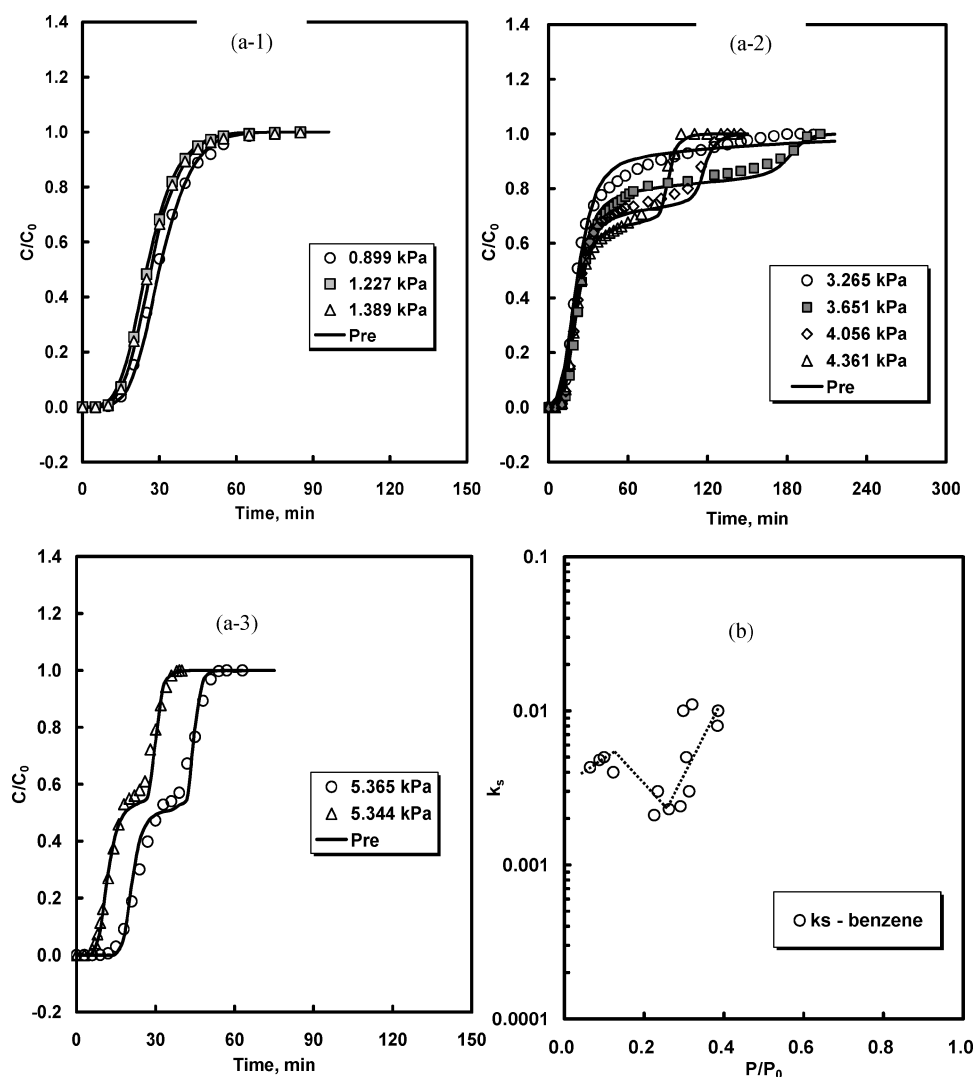 (a-1)
1.4
1.2
1.0
0.8
0.6
0.4
0.2
0.0
-0.2
C/C0
0.899 kPa
1.227 kPa
1.389 kPa
Pre
0 30 60 90 120 150
Time, min
(a-2)
1.4
1.2
1.0
0.8
0.6
0.4
0.2
0.0
-0.2
C/C0
3.265 kPa
3.651 kPa
4.056 kPa
4.361 kPa
Pre
0 60 120 180 240 300
Time, min
(a-3)
1.4
1.2
1.0
0.8
0.6
0.4
0.2
0.0
-0.2
C/C0
5.365 kPa
5.344 kPa
Pre
0 30 60 90 120 150
Time, min
(b)
0.1
0.01
0.001
0.0001
ks
ks - benzene
0.0 0.2 0.4 0.6 0.8 1.0
P/P0